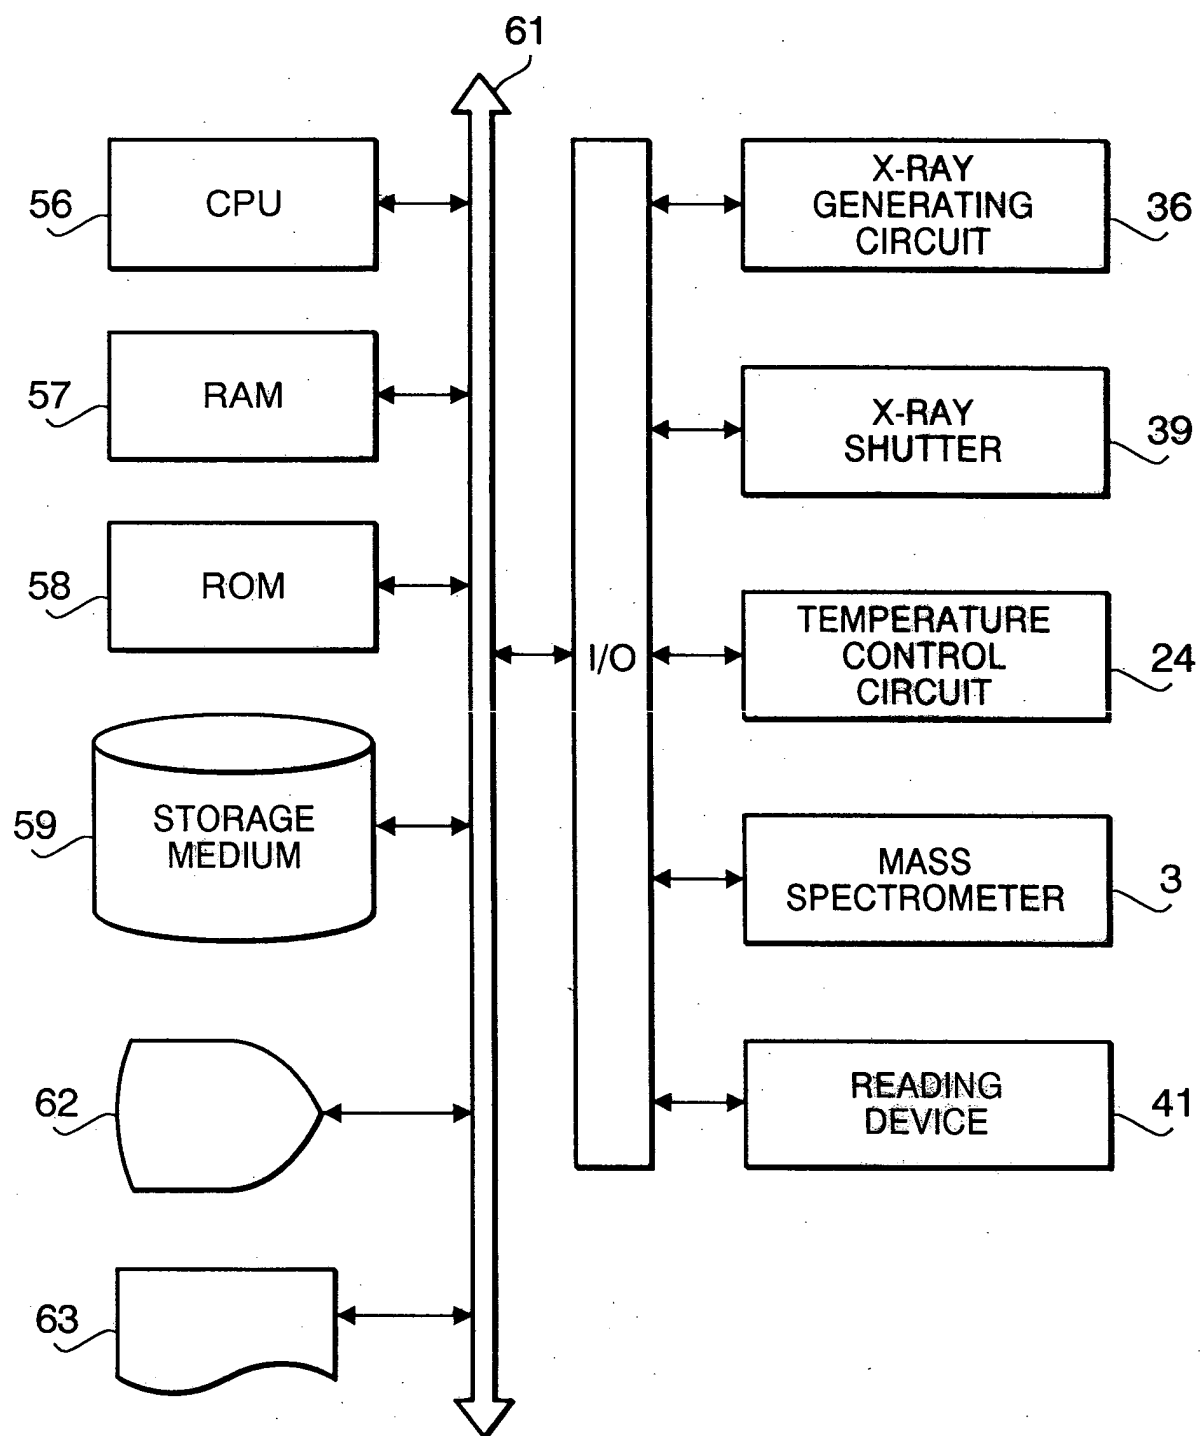 61
CPU
56
RAM
57
ROM
58
STORAGE
MEDIUM
59
62
63
I/O
X-RAY
GENERATING
CIRCUIT
36
X-RAY
SHUTTER
39
TEMPERATURE
CONTROL
CIRCUIT
24
MASS
SPECTROMETER
3
READING
DEVICE
41